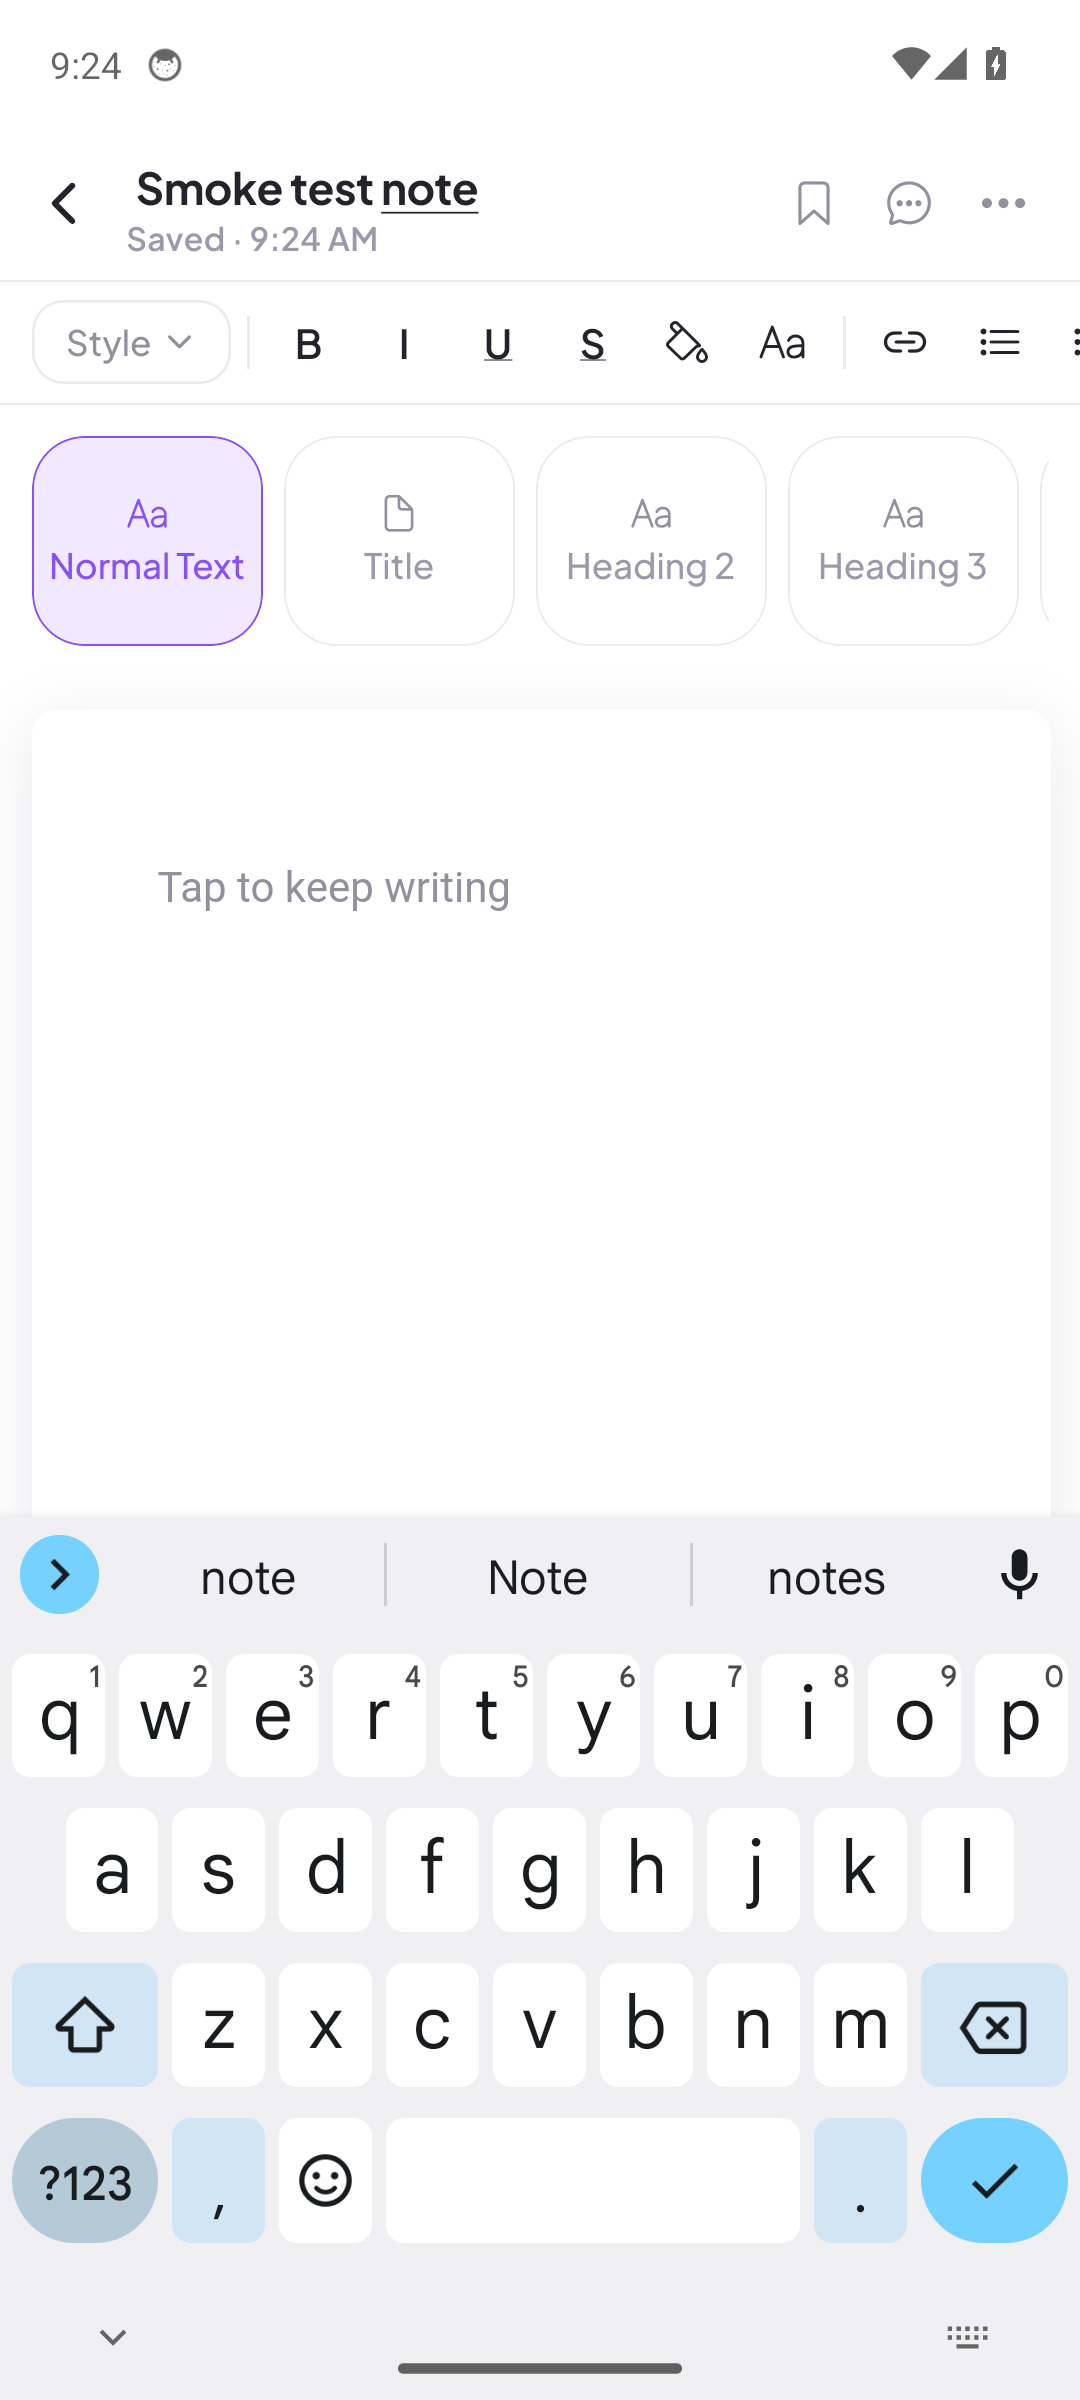 9:24
Smoke test note
Saved · 9:24 AM
Style B I U S Aa
Aa
Normal Text
Title
Aa
Heading 2
Aa
Heading 3
Tap to keep writing
note Note notes
q 1 w 2 e 3 r 4 t 5 y 6 u 7 i 8 o 9 p 0
a s d f g h j k l
z x c v b n m
?123 , .